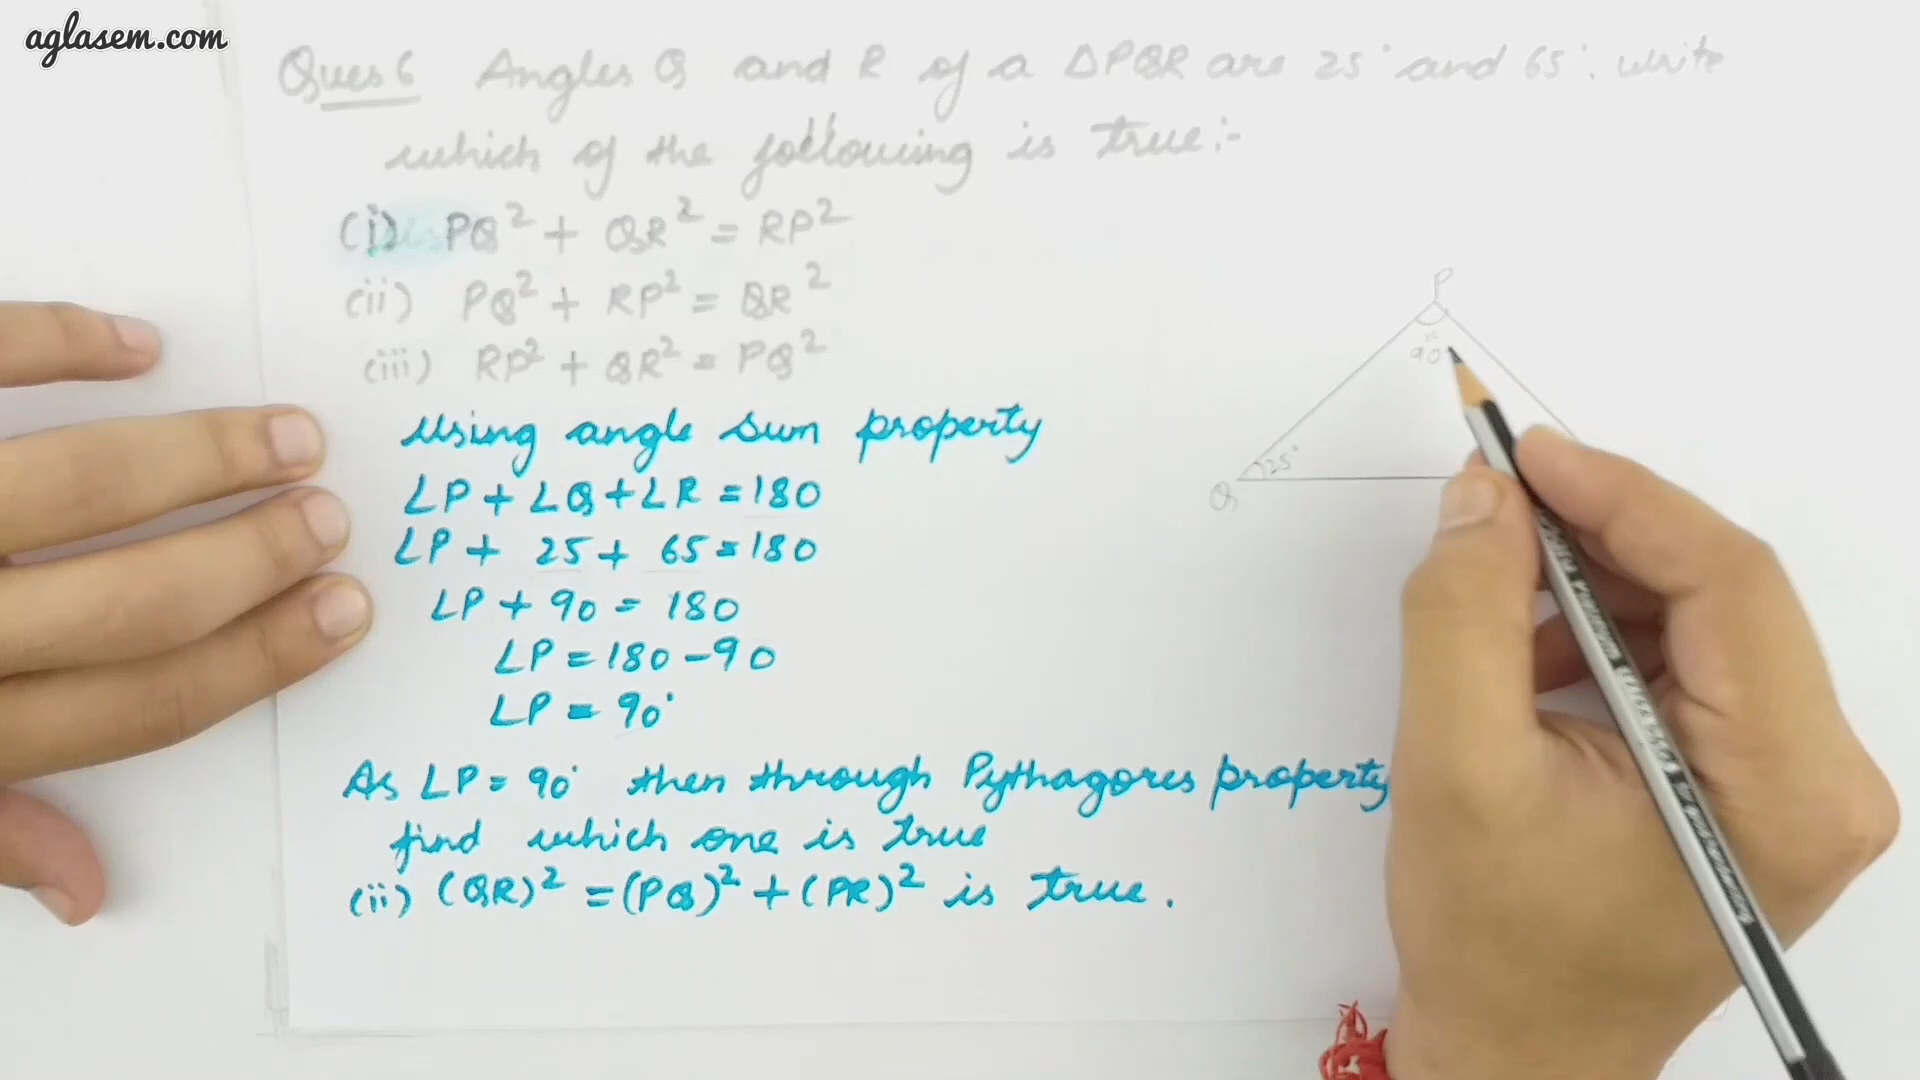 aglasem.com
Ques 6 Angles Q and R of a △PQR are 25° and 65°. write
which of the following is true:-
(i) PQ² + QR² = RP²
(ii) PQ² + RP² = QR²
(iii) RP² + QR² = PQ²
P
90
25°
Q
Using angle sum property
∠P + ∠Q + ∠R = 180
∠P + 25 + 65 = 180
∠P + 90 = 180
∠P = 180 - 90
∠P = 90°
As ∠P = 90° then through Pythagores property
find which one is true
(ii) (QR)² = (PQ)² + (PR)² is true.